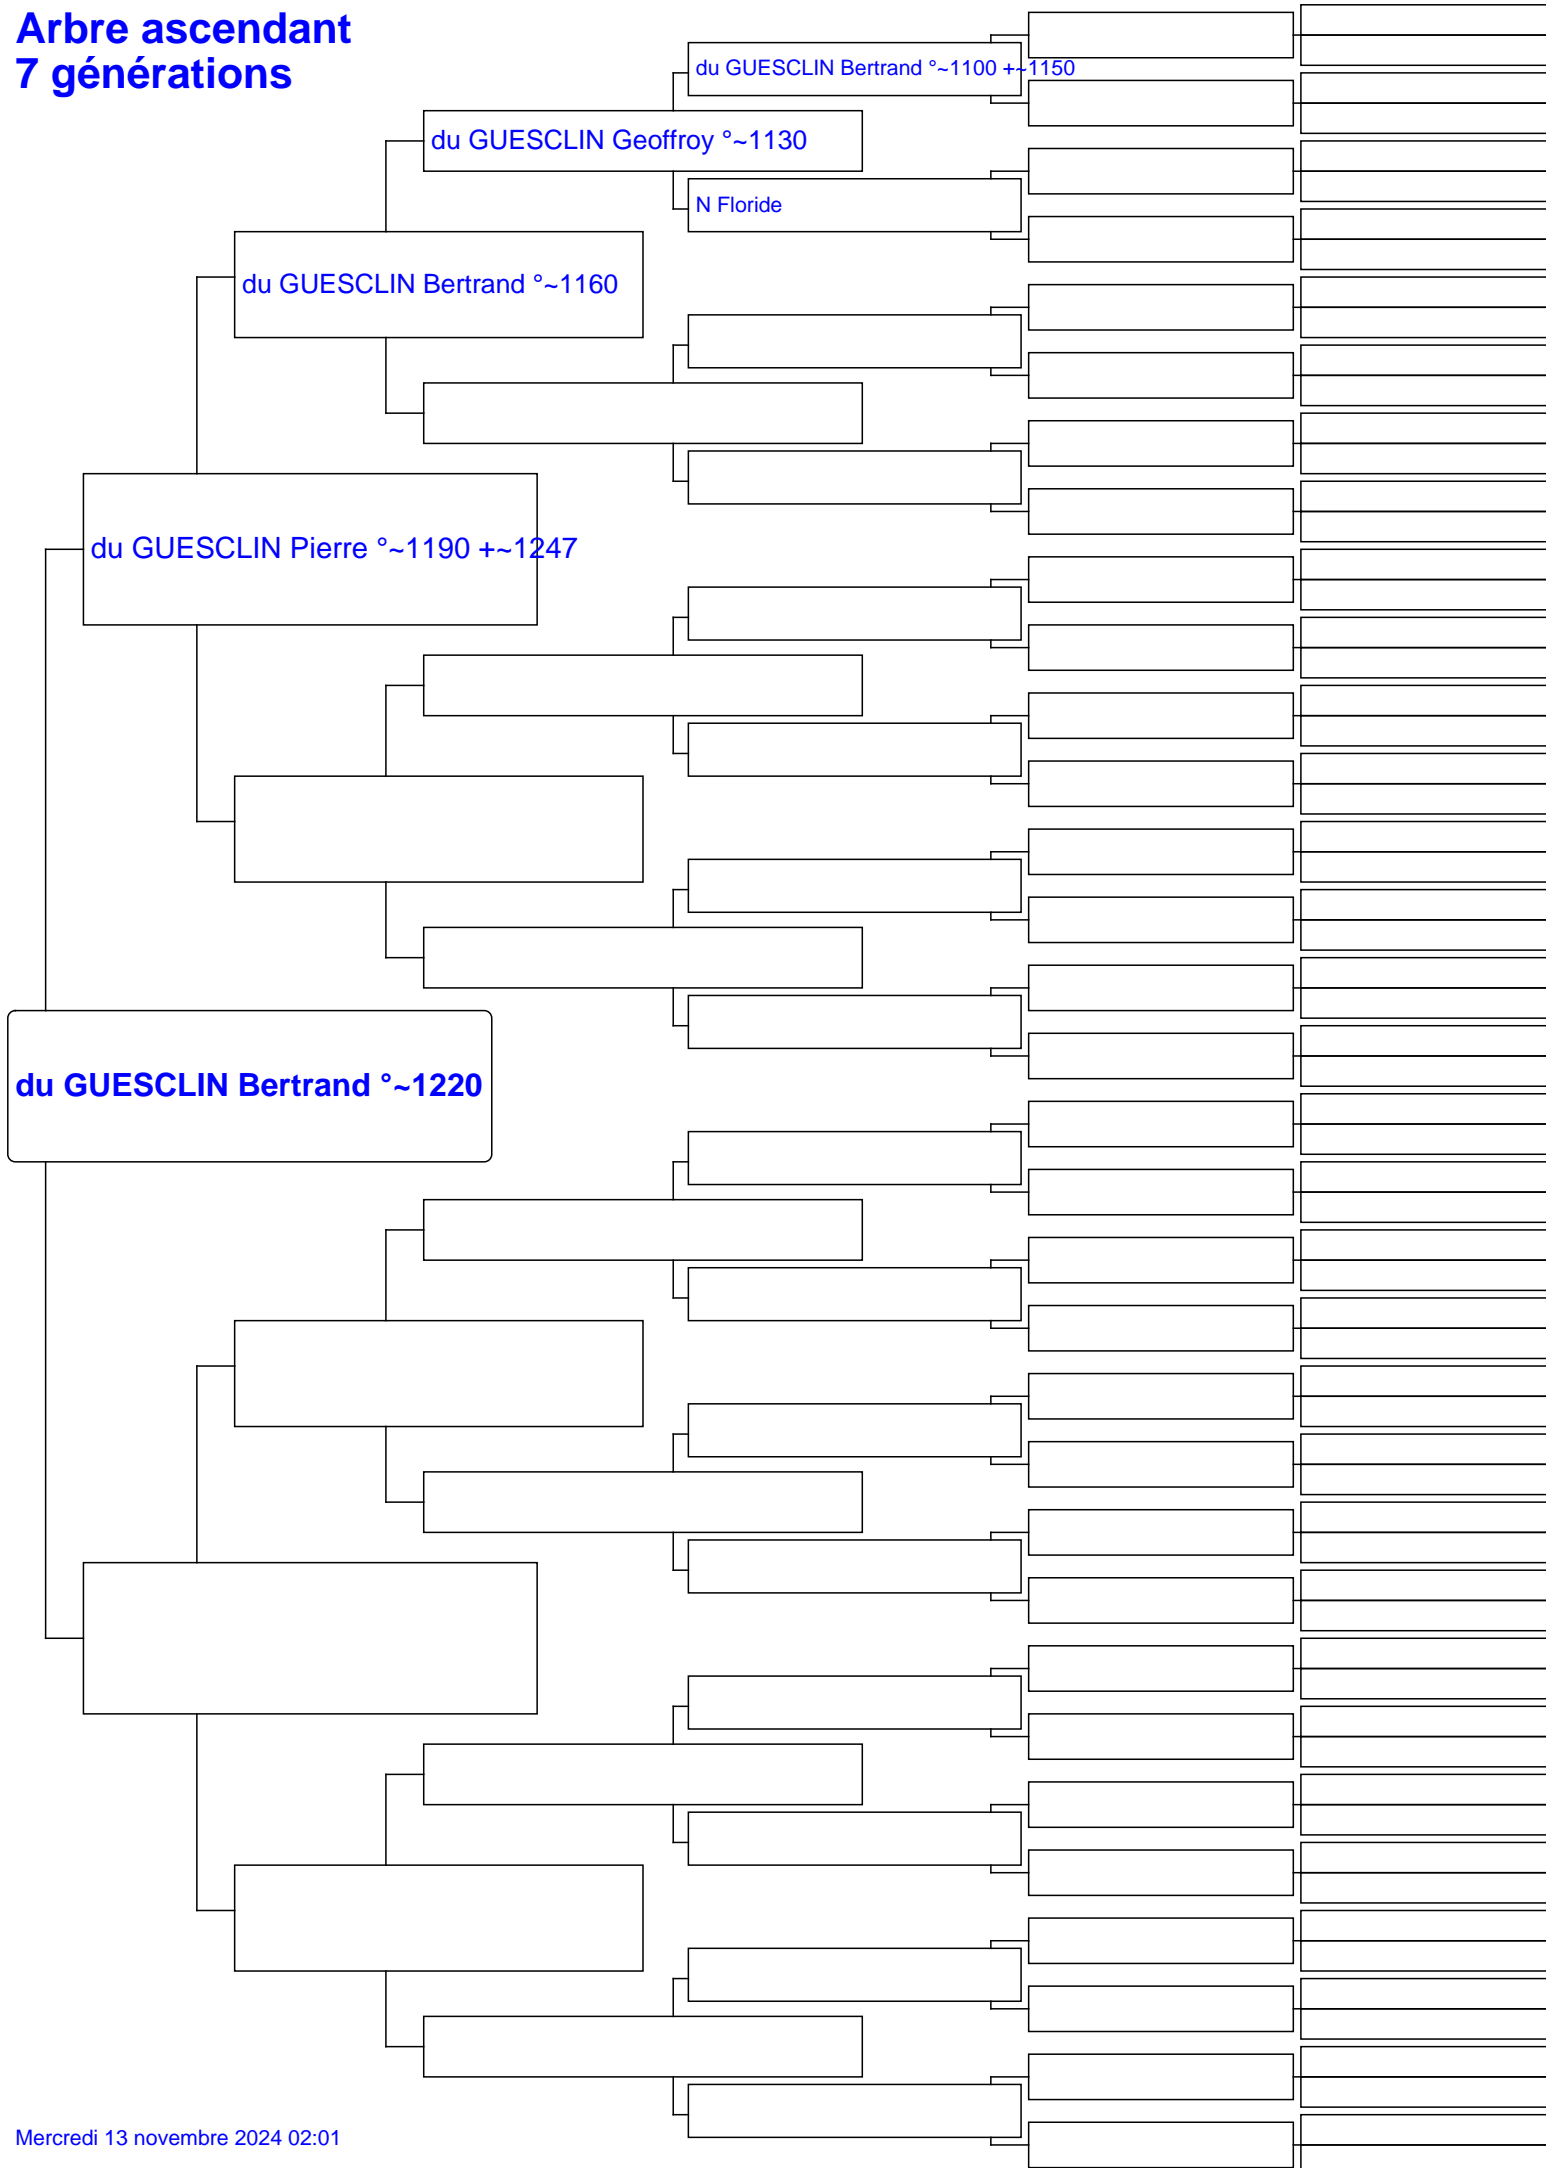 Arbre ascendant
7 générations
du GUESCLIN Bertrand °~1100 +~1150
du GUESCLIN Geoffroy °~1130
N Floride
du GUESCLIN Bertrand °~1160
du GUESCLIN Pierre °~1190 +~1247
du GUESCLIN Bertrand °~1220
Mercredi 13 novembre 2024 02:01